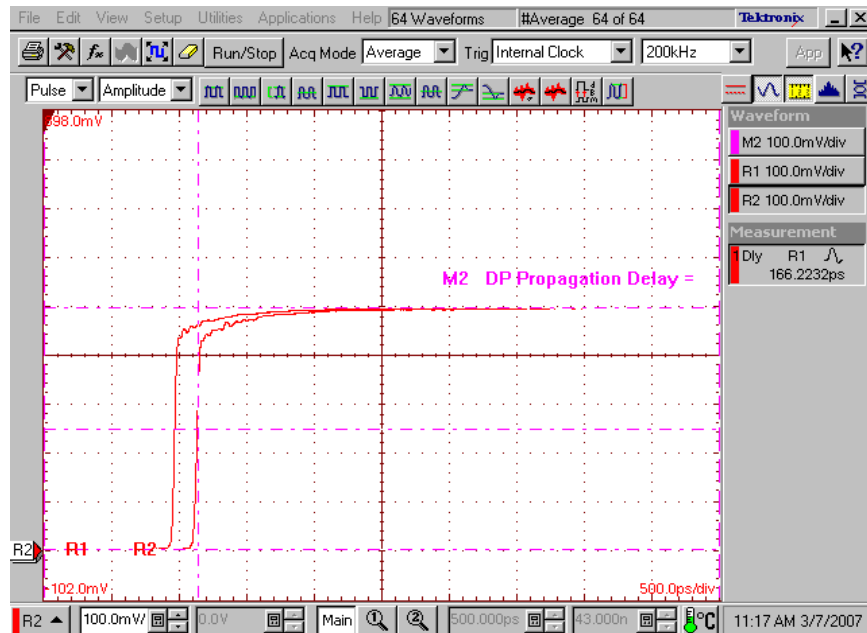 File Edit View Setup Utilities Applications Help 64 Waveforms #Average 64 of 64 Tektronix
Run/Stop Acq Mode Average Trig Internal Clock 200kHz App
Pulse Amplitude
898.0mV
Waveform
M2 100.0mV/div
R1 100.0mV/div
R2 100.0mV/div
Measurement
1 Dly R1
166.2232ps
M2 DP Propagation Delay =
R2 R1 R2
-102.0mV
500.0ps/div
R2 100.0mV/ 0.0V Main 1 2 500.000ps 43.000n °C 11:17 AM 3/7/2007